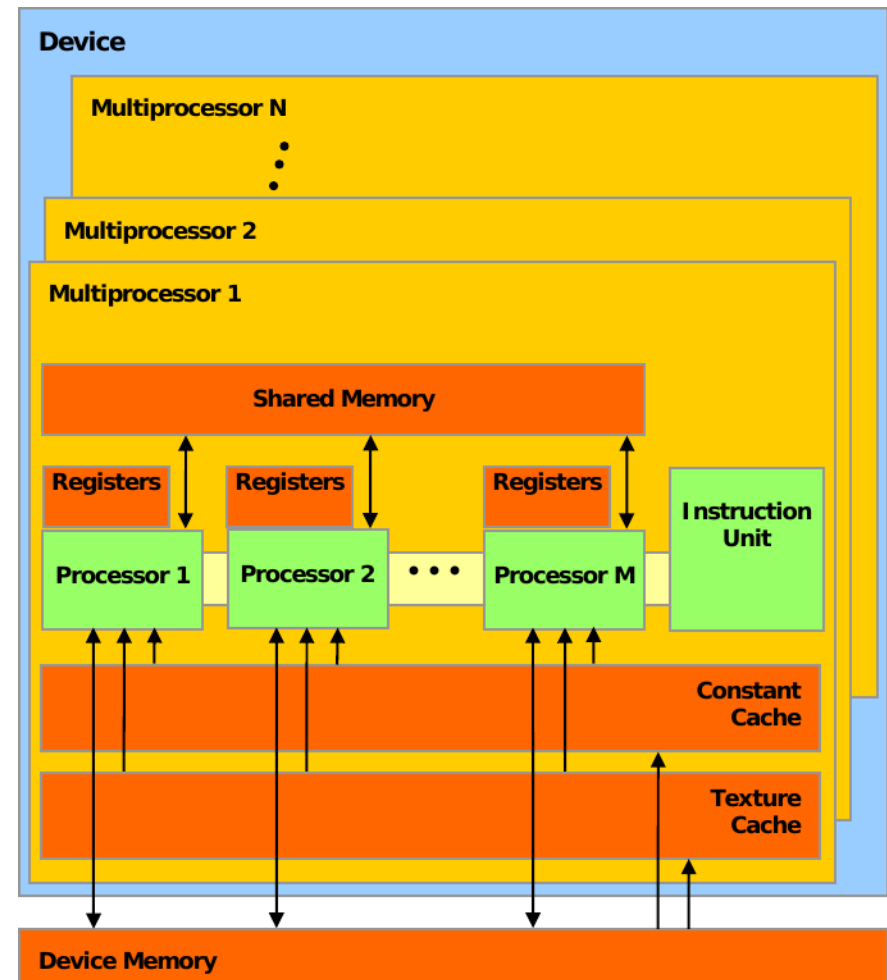 Device
Multiprocessor N
Multiprocessor 2
Multiprocessor 1
Shared Memory
Registers
Registers
Registers
Instruction
Unit
Processor 1
Processor 2
Processor M
Constant
Cache
Texture
Cache
Device Memory